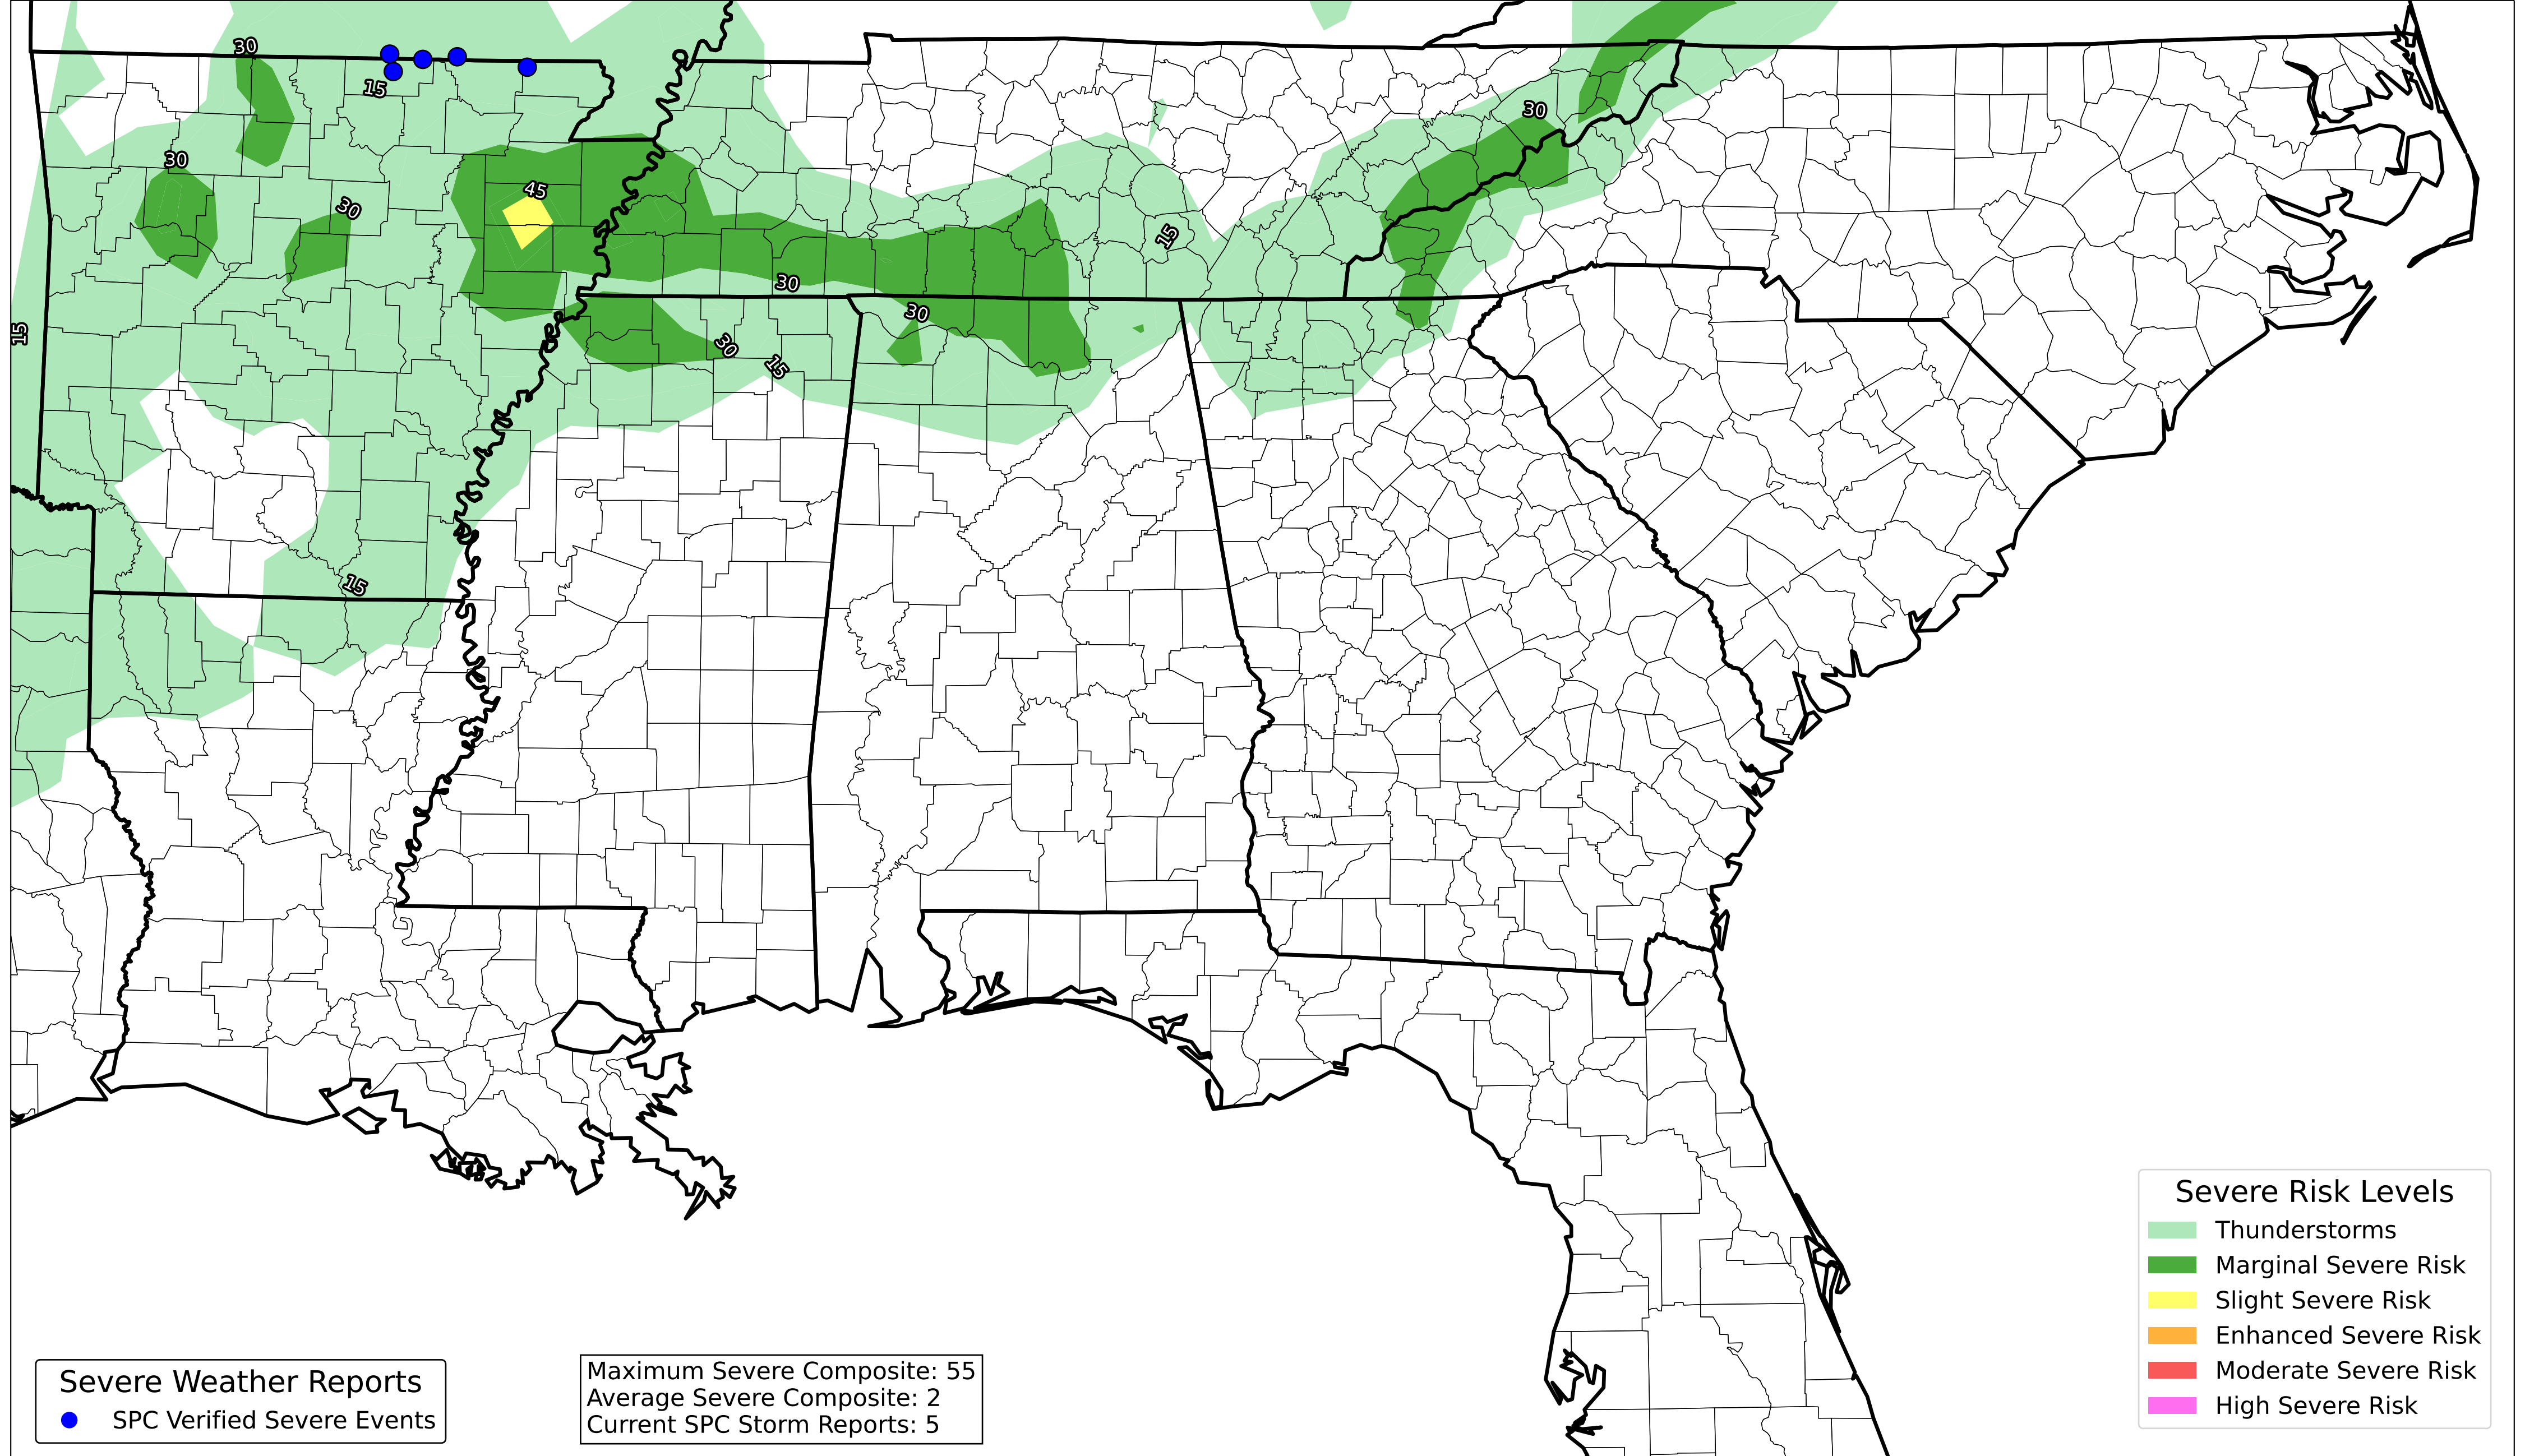 30
15
30
30
45
30
15
30
30
30
15
15
15
Severe Risk Levels
Thunderstorms
Marginal Severe Risk
Slight Severe Risk
Enhanced Severe Risk
Moderate Severe Risk
High Severe Risk
Severe Weather Reports
SPC Verified Severe Events
Maximum Severe Composite: 55
Average Severe Composite: 2
Current SPC Storm Reports: 5